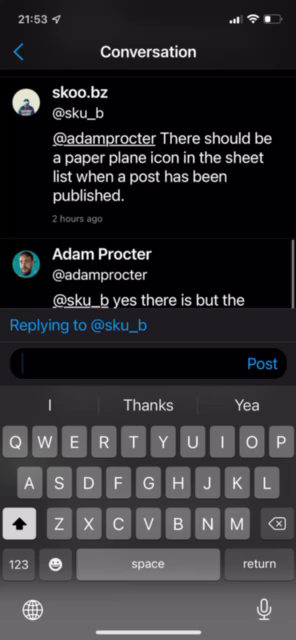 21:53
Conversation
skoo.bz
@sku_b
@adamprocter There should be
a paper plane icon in the sheet
list when a post has been
published.
2 hours ago
Adam Procter
@adamprocter
@sku_b yes there is but the
Replying to @sku_b
Post
I Thanks Yea
Q W E R T Y U I O P
A S D F G H J K L
Z X C V B N M
123 space return